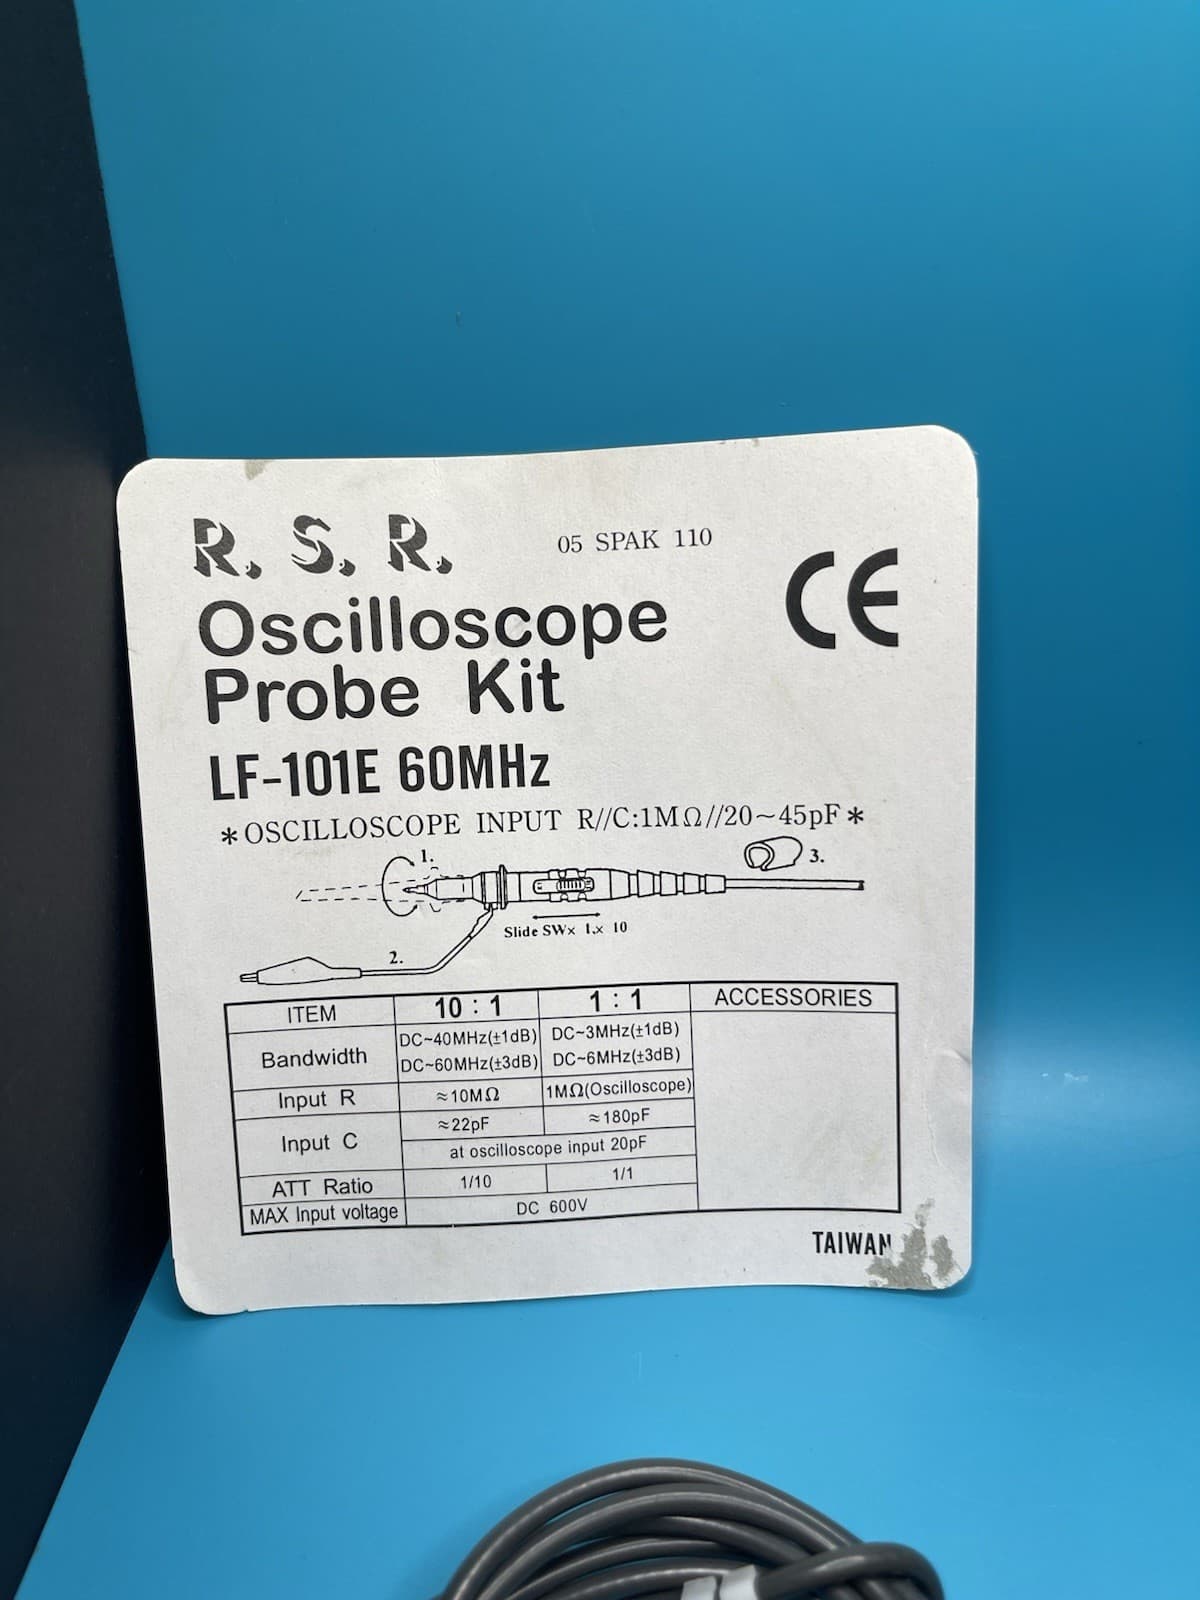 R. S. R.
05 SPAK 110
CE
Oscilloscope
Probe Kit
LF-101E 60MHz
*OSCILLOSCOPE INPUT R//C:1MΩ//20~45pF*
1.
3.
Slide SWx 1,x 10
2.
ITEM 10 : 1 1 : 1 ACCESSORIES
Bandwidth DC~40MHz(±1dB) DC~3MHz(±1dB)
DC~60MHz(±3dB) DC~6MHz(±3dB)
Input R ≈10MΩ 1MΩ(Oscilloscope)
Input C ≈22pF ≈180pF
at oscilloscope input 20pF
ATT Ratio 1/10 1/1
MAX Input voltage DC 600V
TAIWAN